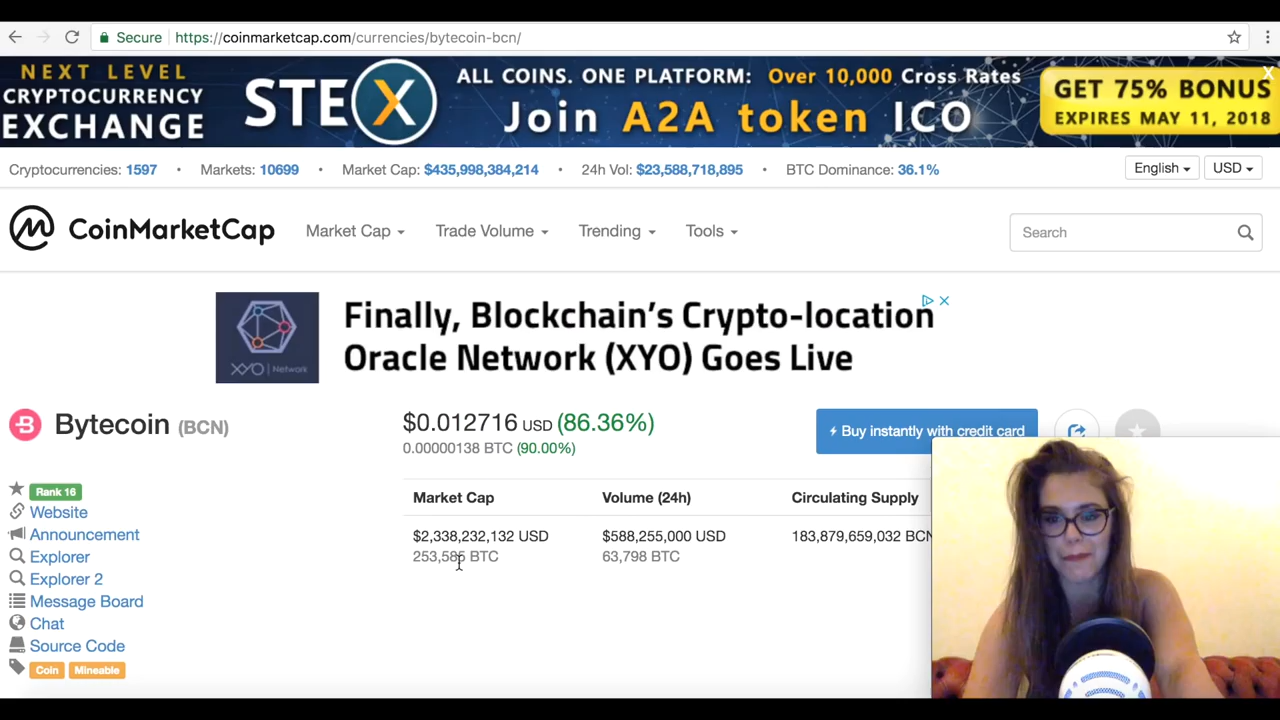 Secure https://coinmarketcap.com/currencies/bytecoin-bcn/
NEXT LEVEL
CRYPTOCURRENCY
EXCHANGE
STEX
ALL COINS. ONE PLATFORM: Over 10,000 Cross Rates
Join A2A token ICO
GET 75% BONUS
EXPIRES MAY 11, 2018
X
Cryptocurrencies: 1597 • Markets: 10699 • Market Cap: $435,998,384,214 • 24h Vol: $23,588,718,895 • BTC Dominance: 36.1%
English USD
CoinMarketCap Market Cap Trade Volume Trending Tools Search
XYO Network
Finally, Blockchain's Crypto-location
Oracle Network (XYO) Goes Live
Bytecoin (BCN)
$0.012716 USD (86.36%)
0.00000138 BTC (90.00%)
Buy instantly with credit card
Rank 16
Website
Announcement
Explorer
Explorer 2
Message Board
Chat
Source Code
Coin Mineable
Market Cap Volume (24h) Circulating Supply
$2,338,232,132 USD $588,255,000 USD 183,879,659,032 BCN
253,585 BTC 63,798 BTC